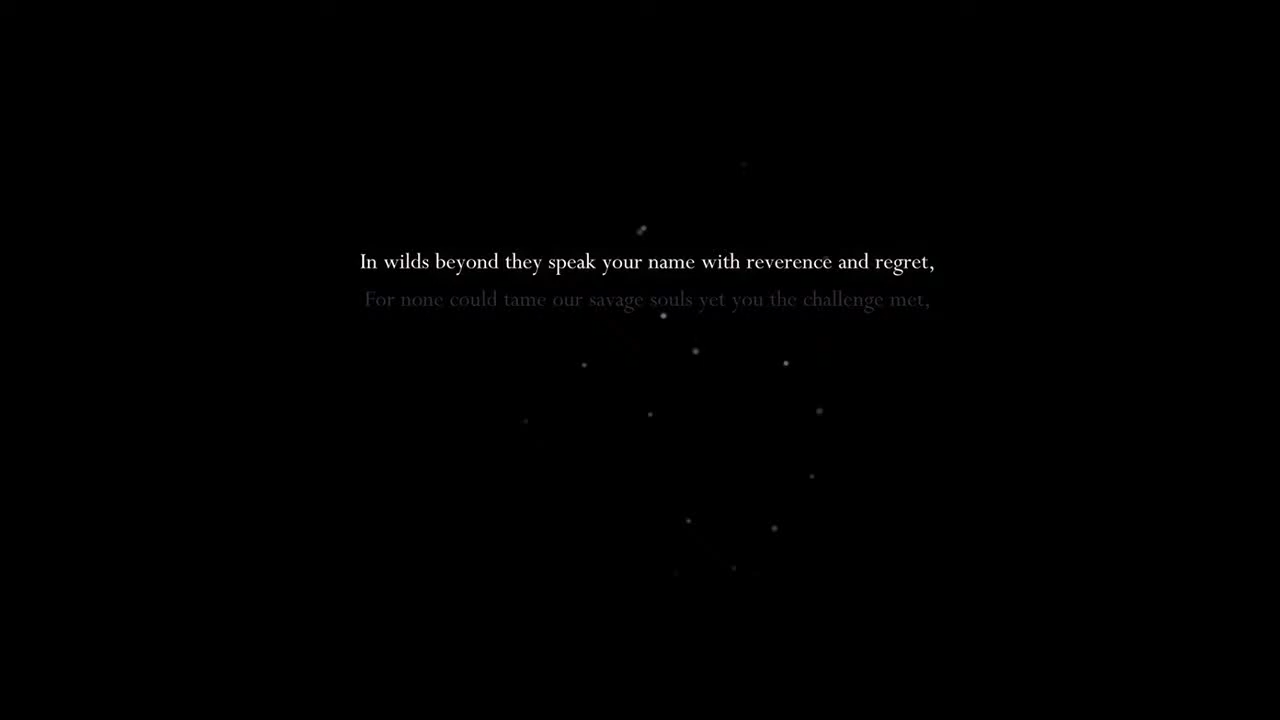 In wilds beyond they speak your name with reverence and regret,
For none could tame our savage souls yet you the challenge met,